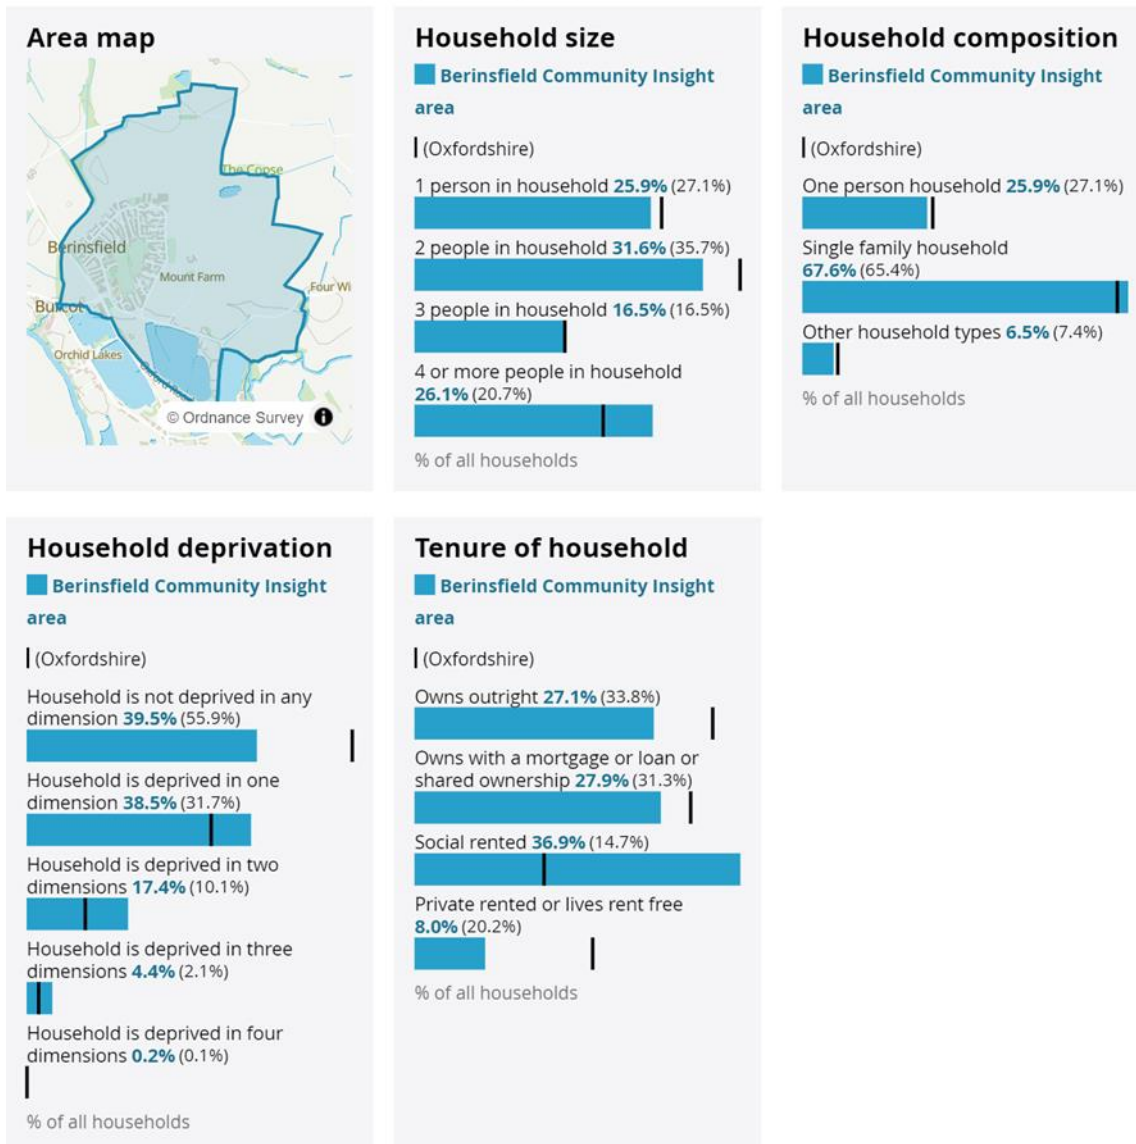 Area map
The Copse
Berinsfield
Mount Farm
Four Wi
Burcot
Orchid Lakes
© Ordnance Survey
Household size
Berinsfield Community Insight
area
(Oxfordshire)
1 person in household 25.9% (27.1%)
2 people in household 31.6% (35.7%)
3 people in household 16.5% (16.5%)
4 or more people in household
26.1% (20.7%)
% of all households
Household composition
Berinsfield Community Insight
area
(Oxfordshire)
One person household 25.9% (27.1%)
Single family household
67.6% (65.4%)
Other household types 6.5% (7.4%)
% of all households
Household deprivation
Berinsfield Community Insight
area
(Oxfordshire)
Household is not deprived in any
dimension 39.5% (55.9%)
Household is deprived in one
dimension 38.5% (31.7%)
Household is deprived in two
dimensions 17.4% (10.1%)
Household is deprived in three
dimensions 4.4% (2.1%)
Household is deprived in four
dimensions 0.2% (0.1%)
% of all households
Tenure of household
Berinsfield Community Insight
area
(Oxfordshire)
Owns outright 27.1% (33.8%)
Owns with a mortgage or loan or
shared ownership 27.9% (31.3%)
Social rented 36.9% (14.7%)
Private rented or lives rent free
8.0% (20.2%)
% of all households